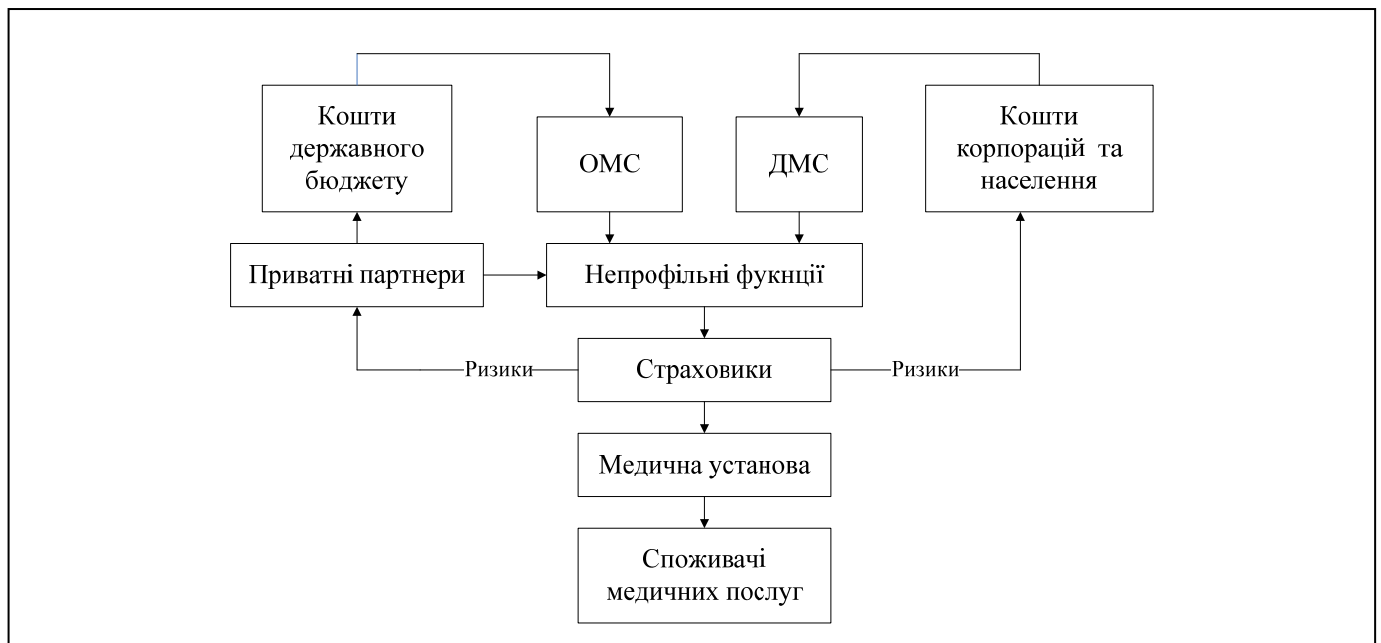 Кошти
державного
бюджету
ОМС
ДМС
Кошти
корпорацій та
населення
Приватні партнери
Непрофільні фукнції
Ризики
Страховики
Ризики
Медична установа
Споживачі
медичних послуг